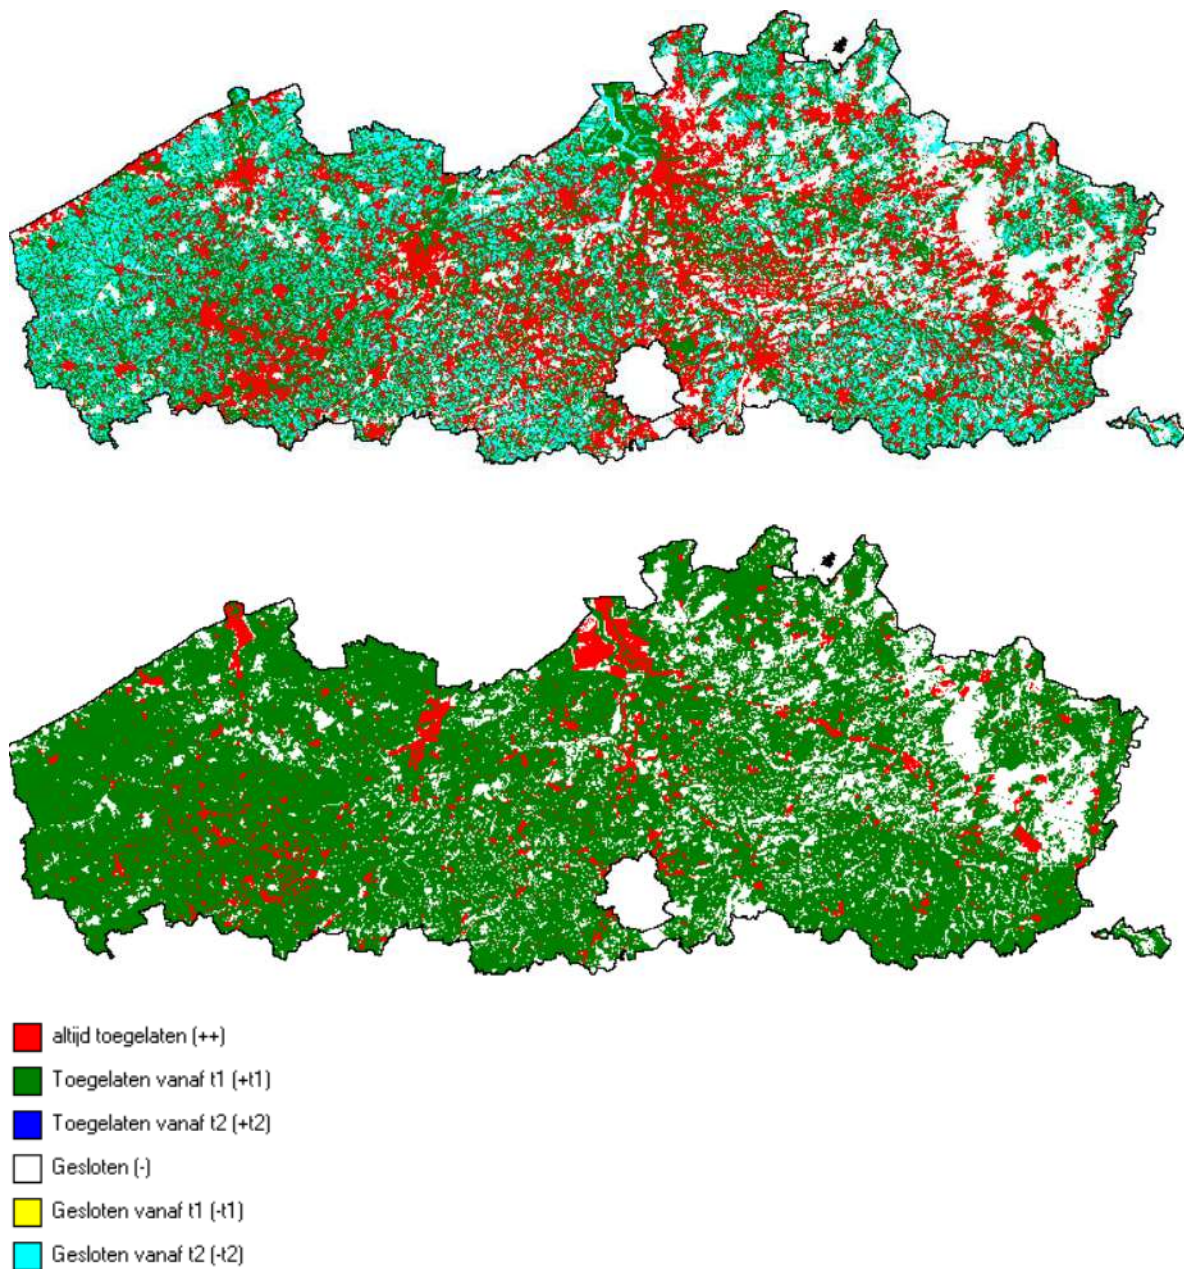 altijd toegelaten (++)
Toegelaten vanaf t1 (+t1)
Toegelaten vanaf t2 (+t2)
Gesloten (-)
Gesloten vanaf t1 (-t1)
Gesloten vanaf t2 (-t2)